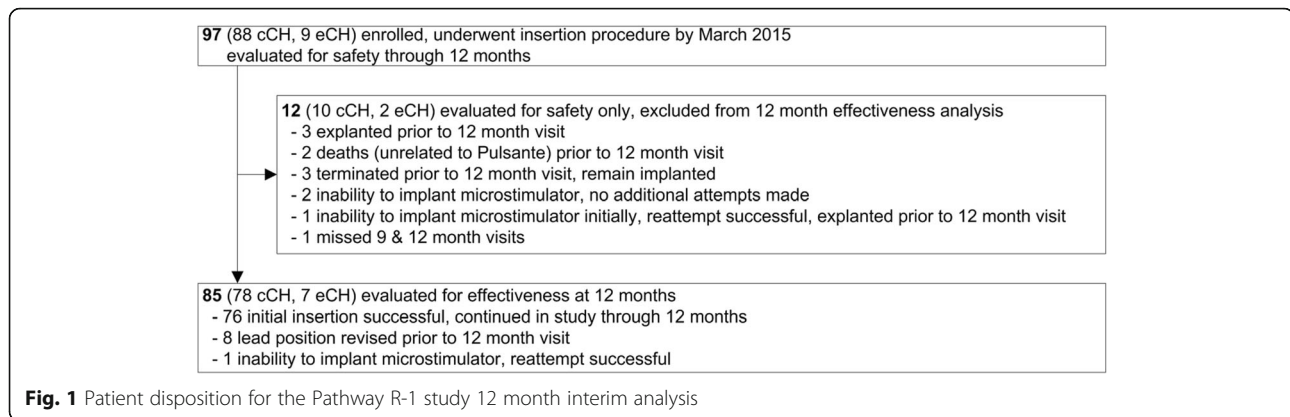 97 (88 cCH, 9 eCH) enrolled, underwent insertion procedure by March 2015
evaluated for safety through 12 months
12 (10 cCH, 2 eCH) evaluated for safety only, excluded from 12 month effectiveness analysis
- 3 explanted prior to 12 month visit
- 2 deaths (unrelated to Pulsante) prior to 12 month visit
- 3 terminated prior to 12 month visit, remain implanted
- 2 inability to implant microstimulator, no additional attempts made
- 1 inability to implant microstimulator initially, reattempt successful, explanted prior to 12 month visit
- 1 missed 9 & 12 month visits
85 (78 cCH, 7 eCH) evaluated for effectiveness at 12 months
- 76 initial insertion successful, continued in study through 12 months
- 8 lead position revised prior to 12 month visit
- 1 inability to implant microstimulator, reattempt successful
Fig. 1 Patient disposition for the Pathway R-1 study 12 month interim analysis